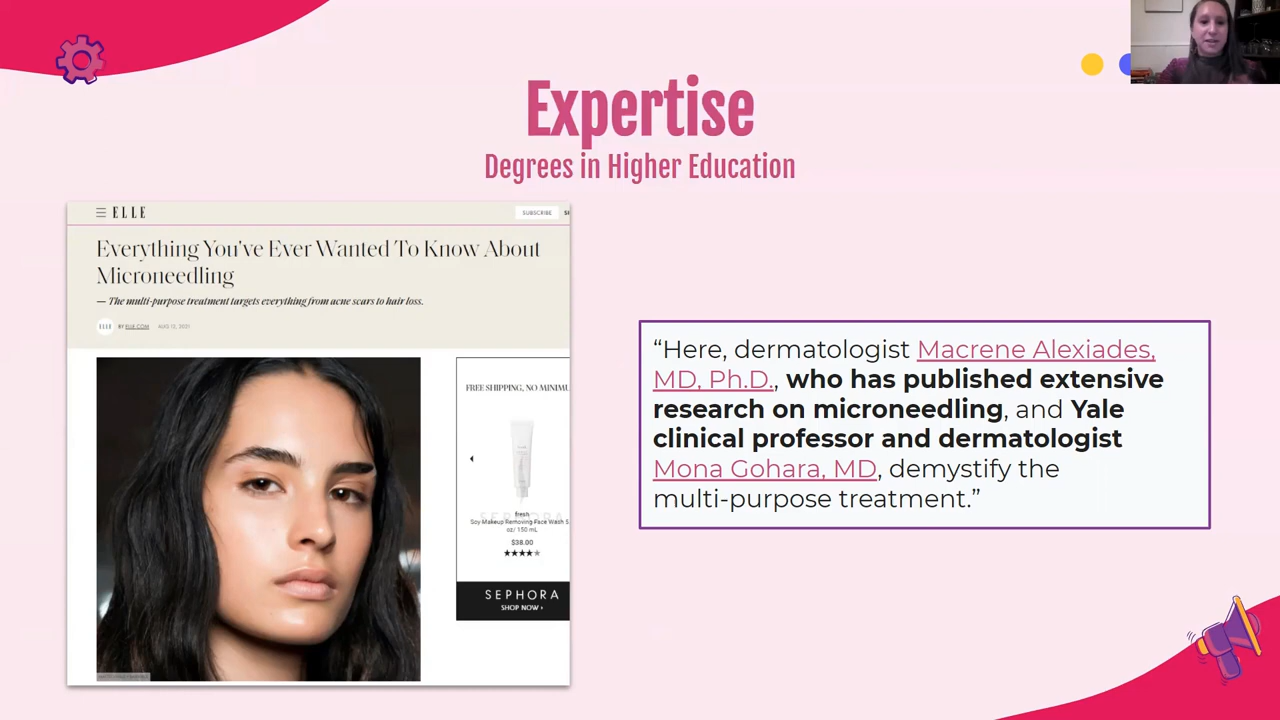 Expertise
Degrees in Higher Education
ELLE
SUBSCRIBE
Everything You've Ever Wanted To Know About
Microneedling
— The multi-purpose treatment targets everything from acne scars to hair loss.
ELLE BY ELLE.COM AUG 12, 2021
FREE SHIPPING, NO MINIMU
fresh
Soy Makeup Removing Face Wash 5.
oz/ 150 mL
$38.00
SEPHORA
SHOP NOW
“Here, dermatologist Macrene Alexiades,
MD, Ph.D., who has published extensive
research on microneedling, and Yale
clinical professor and dermatologist
Mona Gohara, MD, demystify the
multi-purpose treatment.”